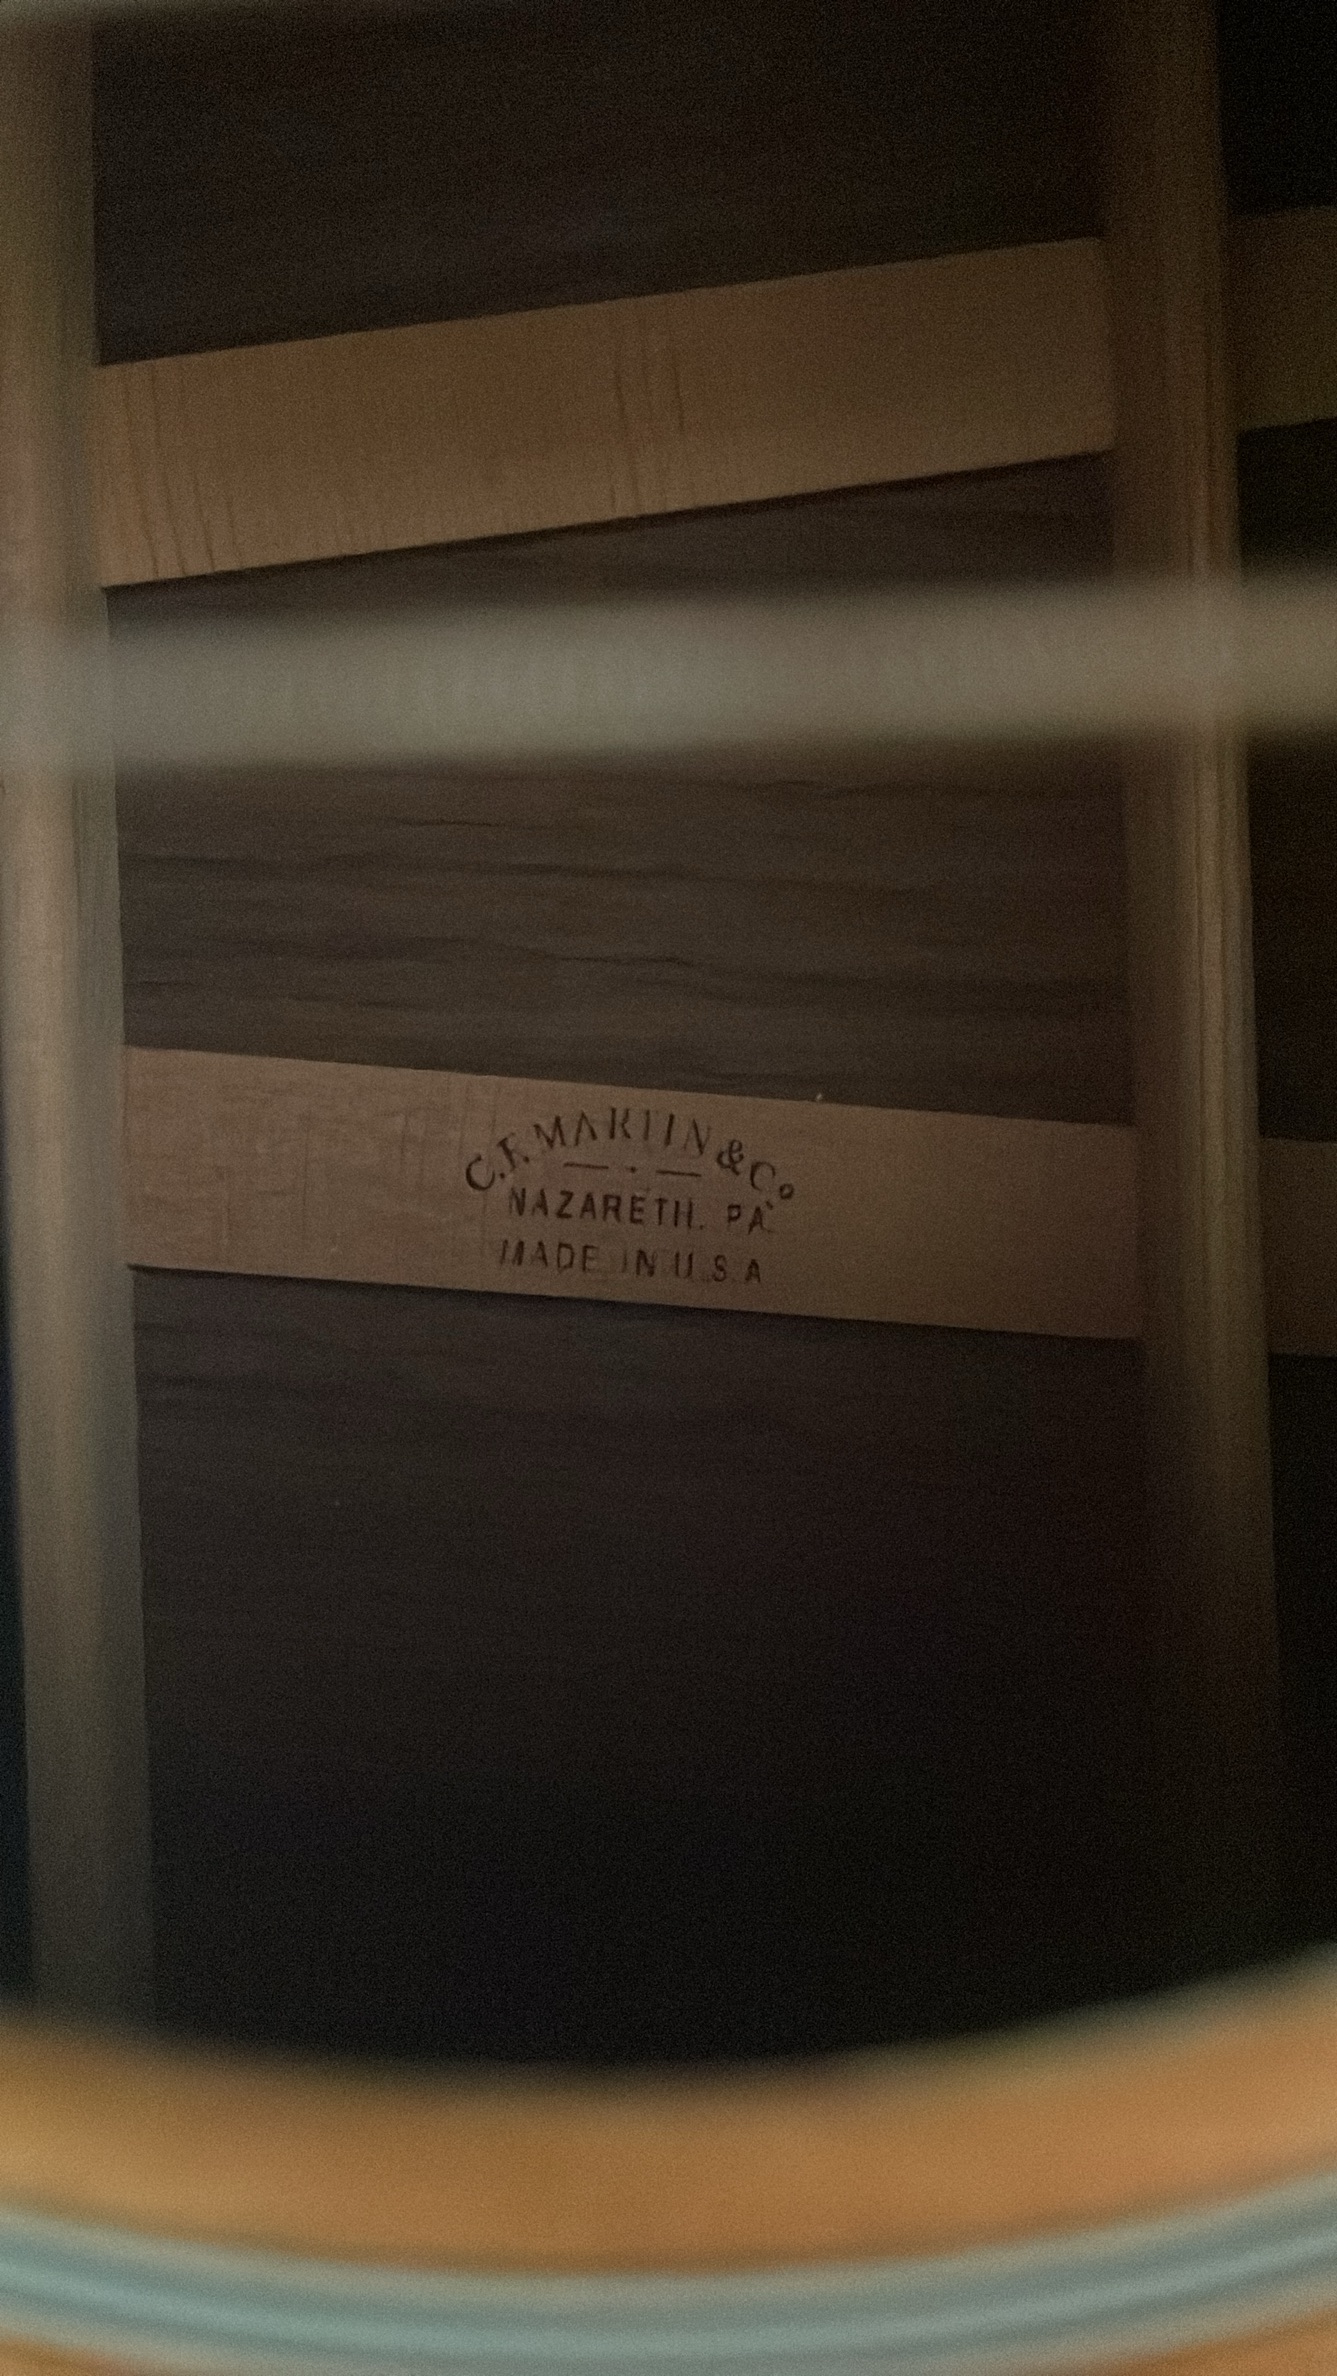 C.F. MARTIN & Co
NAZARETH. PA.
MADE IN U.S.A